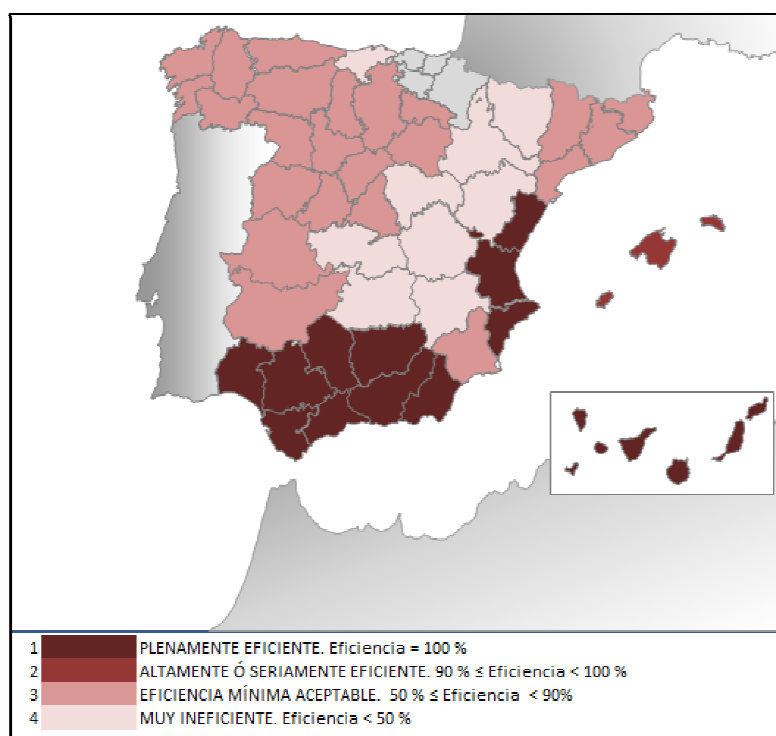 1 PLENAMENTE EFICIENTE. Eficiencia = 100 %
2 ALTAMENTE Ó SERIAMENTE EFICIENTE. 90 % ≤ Eficiencia < 100 %
3 EFICIENCIA MÍNIMA ACEPTABLE. 50 % ≤ Eficiencia < 90%
4 MUY INEFICIENTE. Eficiencia < 50 %